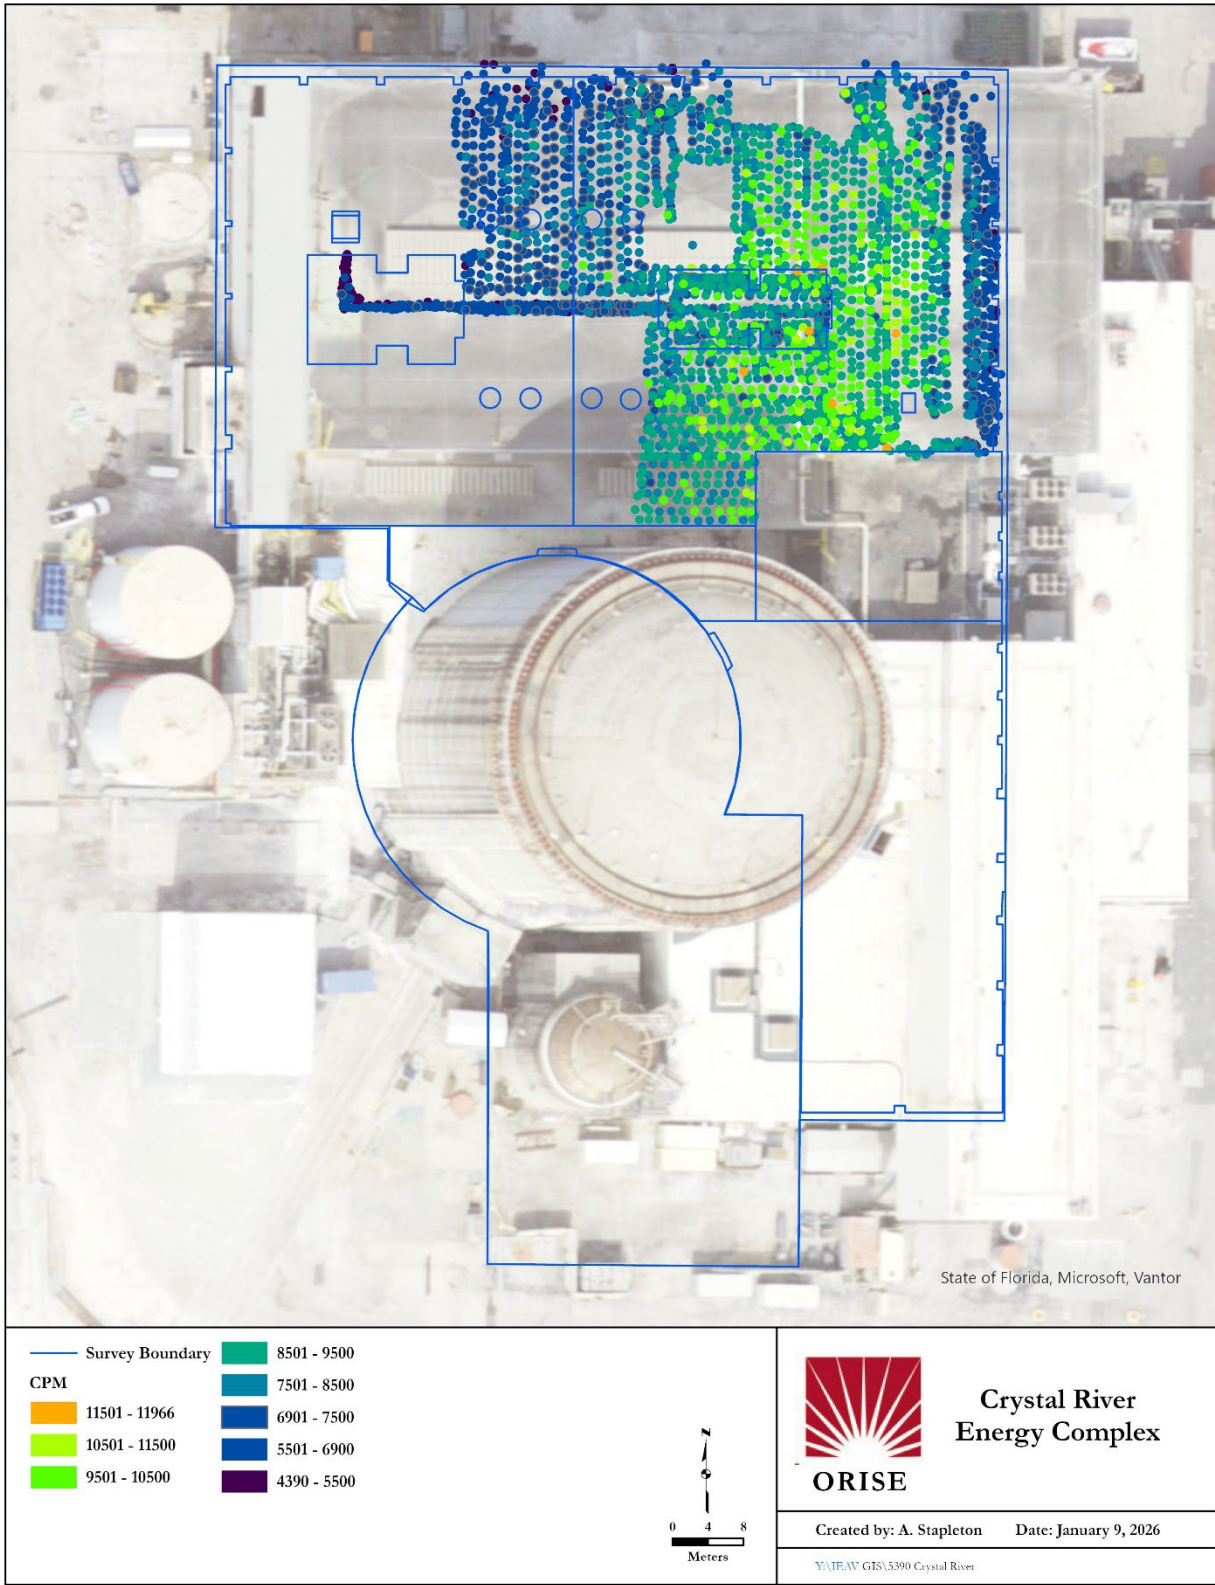 State of Florida, Microsoft, Vantor
Survey Boundary
CPM
11501 - 11966
10501 - 11500
9501 - 10500
8501 - 9500
7501 - 8500
6901 - 7500
5501 - 6900
4390 - 5500
N
0 4 8
Meters
ORISE
Crystal River
Energy Complex
Created by: A. Stapleton Date: January 9, 2026
Y:\IEAV GIS\5390 Crystal River